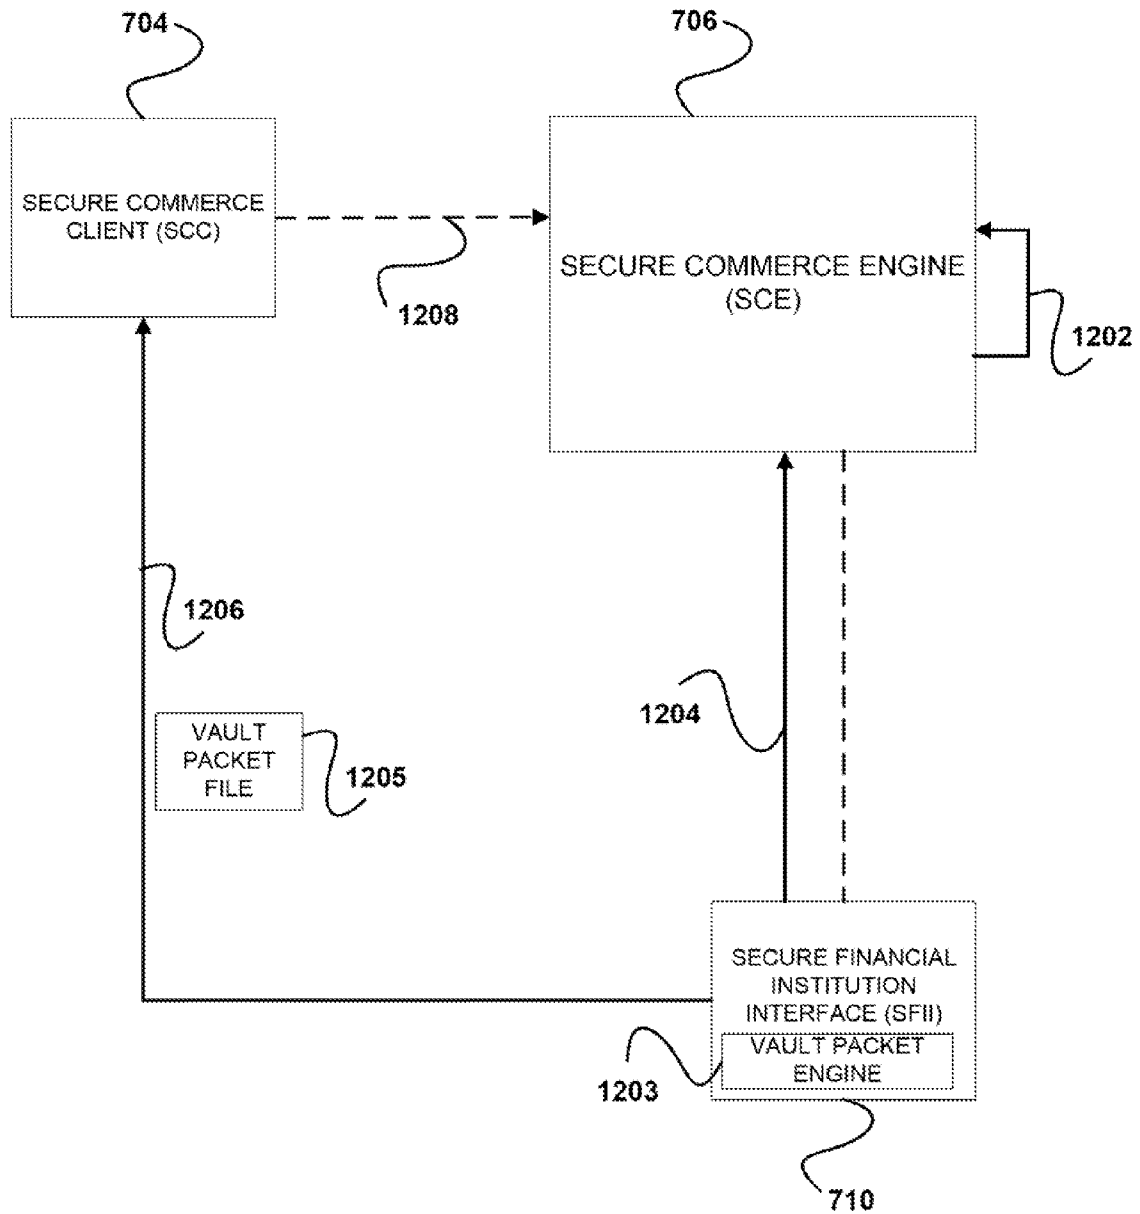 704
706
SECURE COMMERCE
CLIENT (SCC)
SECURE COMMERCE ENGINE
(SCE)
1208
1202
1206
1204
VAULT
PACKET
FILE
1205
SECURE FINANCIAL
INSTITUTION
INTERFACE (SFII)
VAULT PACKET
ENGINE
1203
710